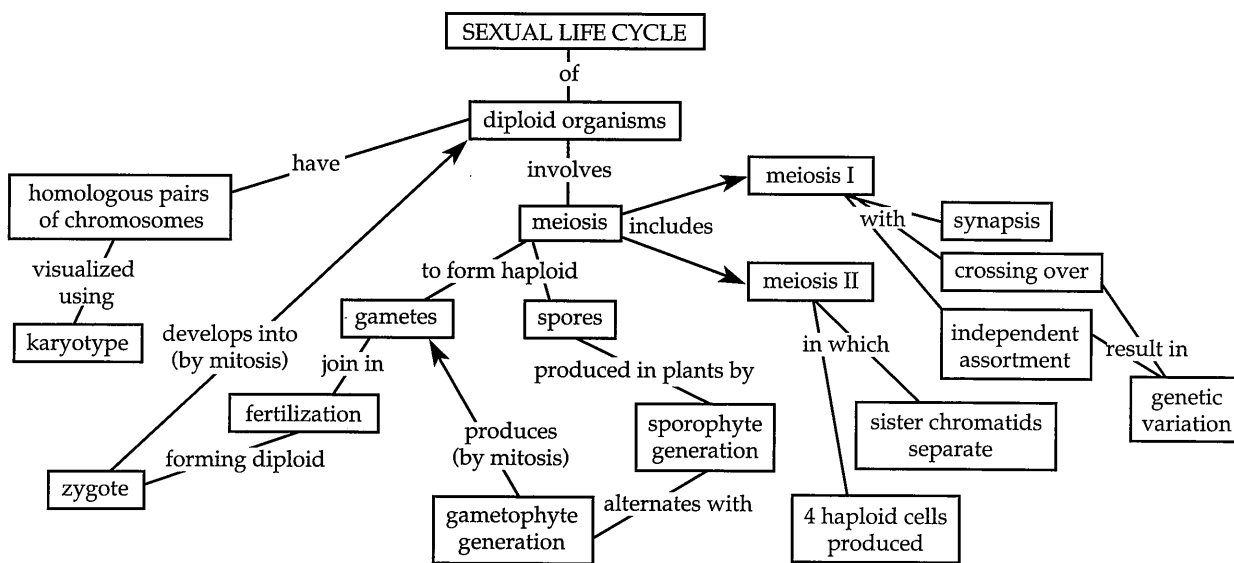 SEXUAL LIFE CYCLE
of
diploid organisms
have
involves
homologous pairs
of chromosomes
visualized
using
karyotype
meiosis
includes
meiosis I
with
synapsis
crossing over
independent
assortment
result in
genetic
variation
meiosis II
in which
sister chromatids
separate
4 haploid cells
produced
to form haploid
gametes
spores
develops into
(by mitosis)
join in
fertilization
forming diploid
zygote
produced in plants by
sporophyte
generation
produces
(by mitosis)
alternates with
gametophyte
generation